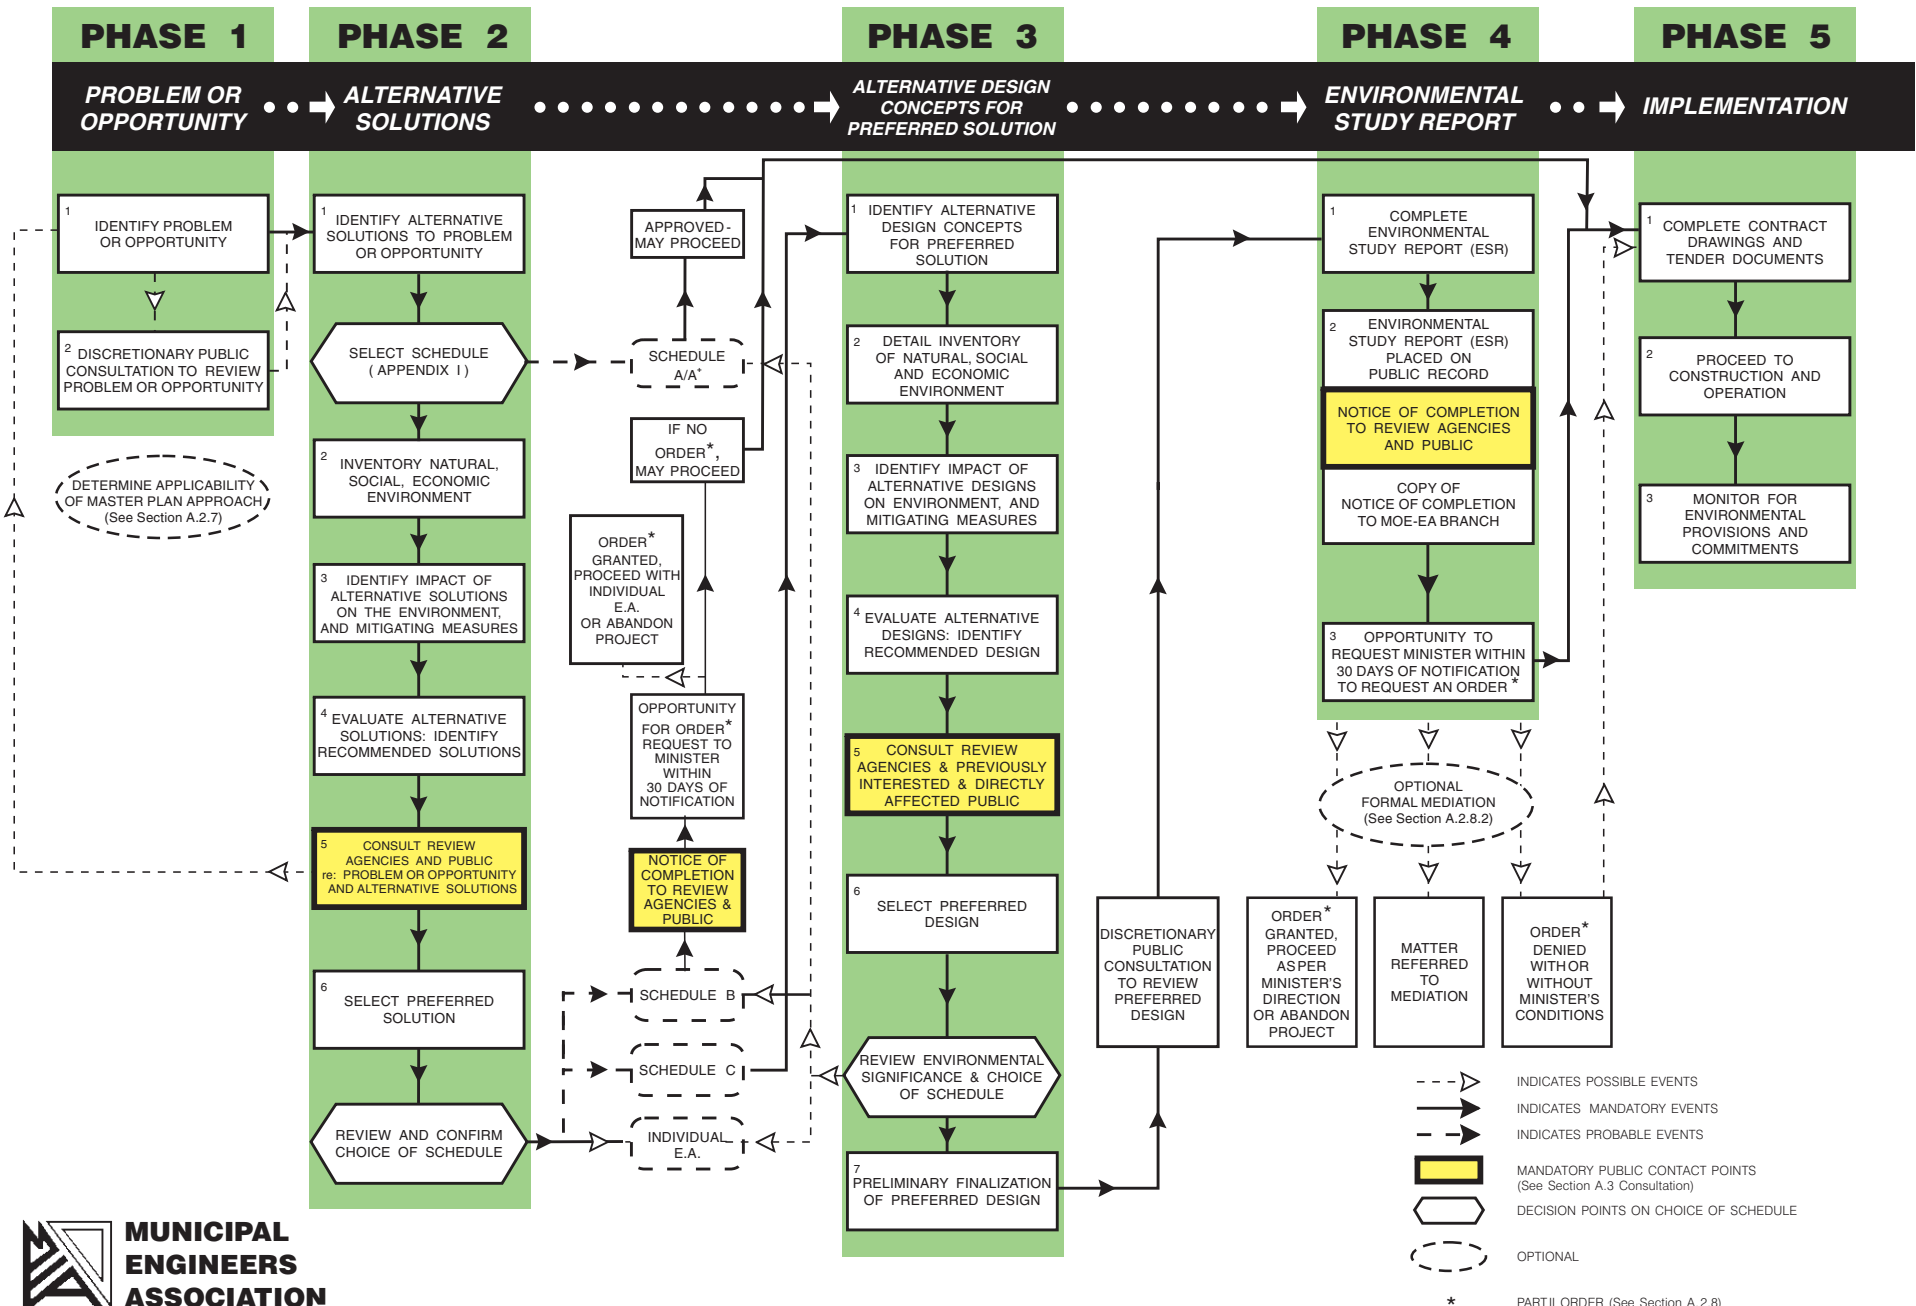 PHASE 1
PHASE 2
PHASE 3
PHASE 4
PHASE 5
PROBLEM OR
OPPORTUNITY
ALTERNATIVE
SOLUTIONS
ALTERNATIVE DESIGN
CONCEPTS FOR
PREFERRED SOLUTION
ENVIRONMENTAL
STUDY REPORT
IMPLEMENTATION
1
IDENTIFY PROBLEM
OR OPPORTUNITY
2
DISCRETIONARY PUBLIC
CONSULTATION TO REVIEW
PROBLEM OR OPPORTUNITY
DETERMINE APPLICABILITY
OF MASTER PLAN APPROACH
(See Section A.2.7)
1
IDENTIFY ALTERNATIVE
SOLUTIONS TO PROBLEM
OR OPPORTUNITY
SELECT SCHEDULE
( APPENDIX I )
2
INVENTORY NATURAL,
SOCIAL, ECONOMIC
ENVIRONMENT
3
IDENTIFY IMPACT OF
ALTERNATIVE SOLUTIONS
ON THE ENVIRONMENT,
AND MITIGATING MEASURES
4
EVALUATE ALTERNATIVE
SOLUTIONS: IDENTIFY
RECOMMENDED SOLUTIONS
5
CONSULT REVIEW
AGENCIES AND PUBLIC
re: PROBLEM OR OPPORTUNITY
AND ALTERNATIVE SOLUTIONS
6
SELECT PREFERRED
SOLUTION
REVIEW AND CONFIRM
CHOICE OF SCHEDULE
APPROVED -
MAY PROCEED
SCHEDULE
A/A+
IF NO
ORDER*,
MAY PROCEED
ORDER*
GRANTED,
PROCEED WITH
INDIVIDUAL
E.A.
OR ABANDON
PROJECT
OPPORTUNITY
FOR ORDER*
REQUEST TO
MINISTER
WITHIN
30 DAYS OF
NOTIFICATION
NOTICE OF
COMPLETION
TO REVIEW
AGENCIES &
PUBLIC
SCHEDULE B
SCHEDULE C
INDIVIDUAL
E.A.
1
IDENTIFY ALTERNATIVE
DESIGN CONCEPTS
FOR PREFERRED
SOLUTION
2
DETAIL INVENTORY
OF NATURAL, SOCIAL
AND ECONOMIC
ENVIRONMENT
3
IDENTIFY IMPACT OF
ALTERNATIVE DESIGNS
ON ENVIRONMENT, AND
MITIGATING MEASURES
4
EVALUATE ALTERNATIVE
DESIGNS: IDENTIFY
RECOMMENDED DESIGN
5
CONSULT REVIEW
AGENCIES & PREVIOUSLY
INTERESTED & DIRECTLY
AFFECTED PUBLIC
6
SELECT PREFERRED
DESIGN
REVIEW ENVIRONMENTAL
SIGNIFICANCE & CHOICE
OF SCHEDULE
7
PRELIMINARY FINALIZATION
OF PREFERRED DESIGN
DISCRETIONARY
PUBLIC
CONSULTATION
TO REVIEW
PREFERRED
DESIGN
1
COMPLETE
ENVIRONMENTAL
STUDY REPORT (ESR)
2
ENVIRONMENTAL
STUDY REPORT (ESR)
PLACED ON
PUBLIC RECORD
NOTICE OF COMPLETION
TO REVIEW AGENCIES
AND PUBLIC
COPY OF
NOTICE OF COMPLETION
TO MOE-EA BRANCH
3
OPPORTUNITY TO
REQUEST MINISTER WITHIN
30 DAYS OF NOTIFICATION
TO REQUEST AN ORDER*
OPTIONAL
FORMAL MEDIATION
(See Section A.2.8.2)
ORDER*
GRANTED,
PROCEED
AS PER
MINISTER'S
DIRECTION
OR ABANDON
PROJECT
MATTER
REFERRED
TO
MEDIATION
ORDER*
DENIED
WITH OR
WITHOUT
MINISTER'S
CONDITIONS
1
COMPLETE CONTRACT
DRAWINGS AND
TENDER DOCUMENTS
2
PROCEED TO
CONSTRUCTION AND
OPERATION
3
MONITOR FOR
ENVIRONMENTAL
PROVISIONS AND
COMMITMENTS
INDICATES POSSIBLE EVENTS
INDICATES MANDATORY EVENTS
INDICATES PROBABLE EVENTS
MANDATORY PUBLIC CONTACT POINTS
(See Section A.3 Consultation)
DECISION POINTS ON CHOICE OF SCHEDULE
OPTIONAL
* PART II ORDER (See Section A.2.8)
MEA
MUNICIPAL
ENGINEERS
ASSOCIATION